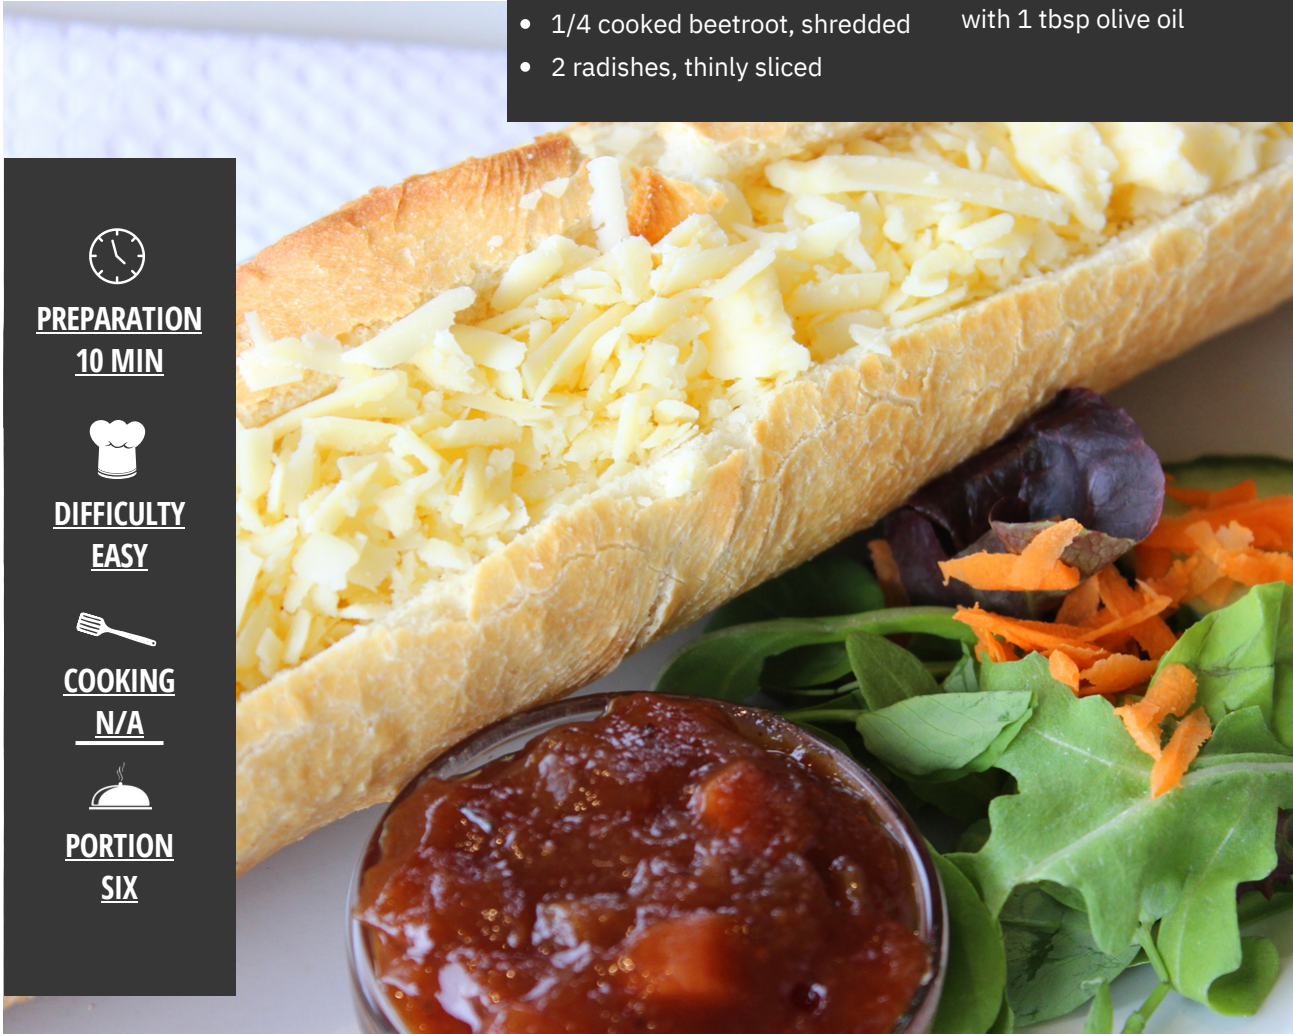 1/4 cooked beetroot, shredded
2 radishes, thinly sliced
with 1 tbsp olive oil
PREPARATION
10 MIN
DIFFICULTY
EASY
COOKING
N/A
PORTION
SIX